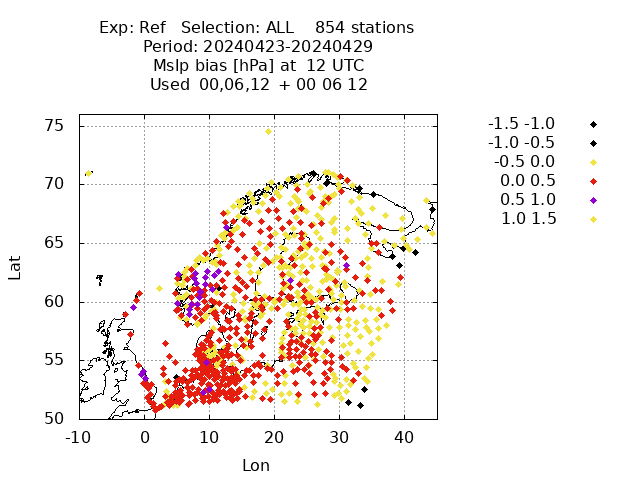 Exp: Ref   Selection: ALL    854 stations
Period: 20240423-20240429
Mslp bias [hPa] at  12 UTC
Used 00,06,12  + 00 06 12
75
70
65
60
55
50
Lat
-10 0 10 20 30 40
Lon
-1.5 -1.0
-1.0 -0.5
-0.5 0.0
0.0 0.5
0.5 1.0
1.0 1.5